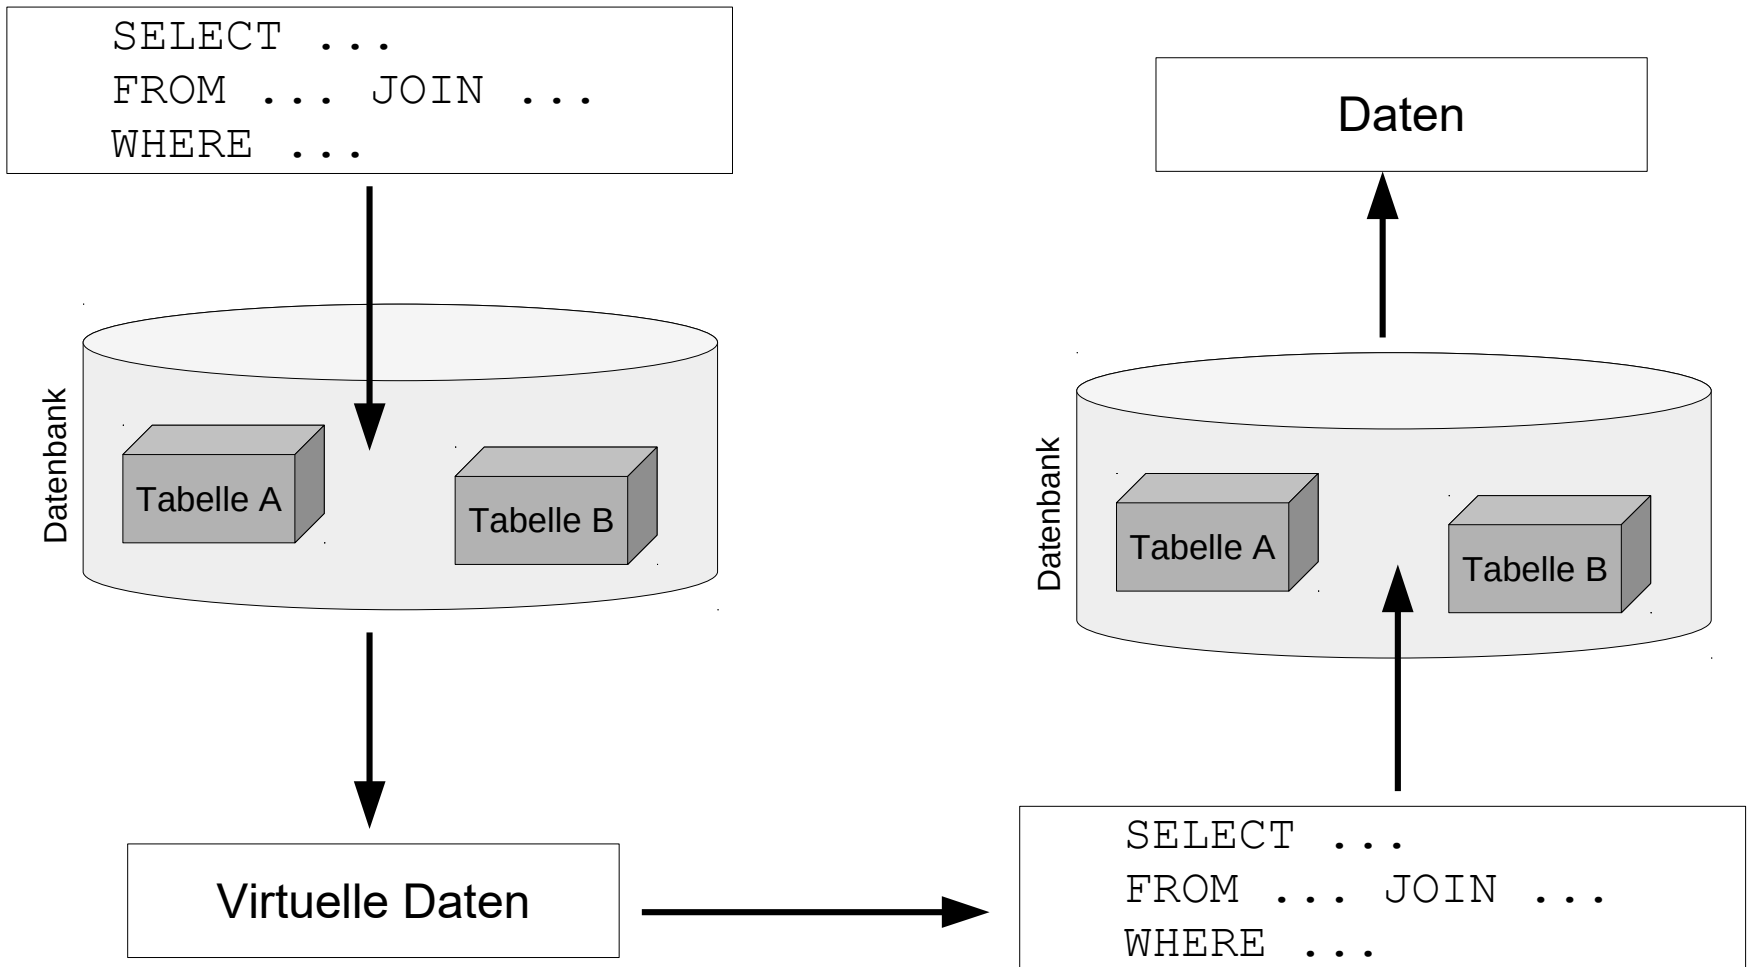 SELECT ...
FROM ... JOIN ...
WHERE ...
Datenbank
Tabelle A
Tabelle B
Virtuelle Daten
Daten
Datenbank
Tabelle A
Tabelle B
SELECT ...
FROM ... JOIN ...
WHERE ...